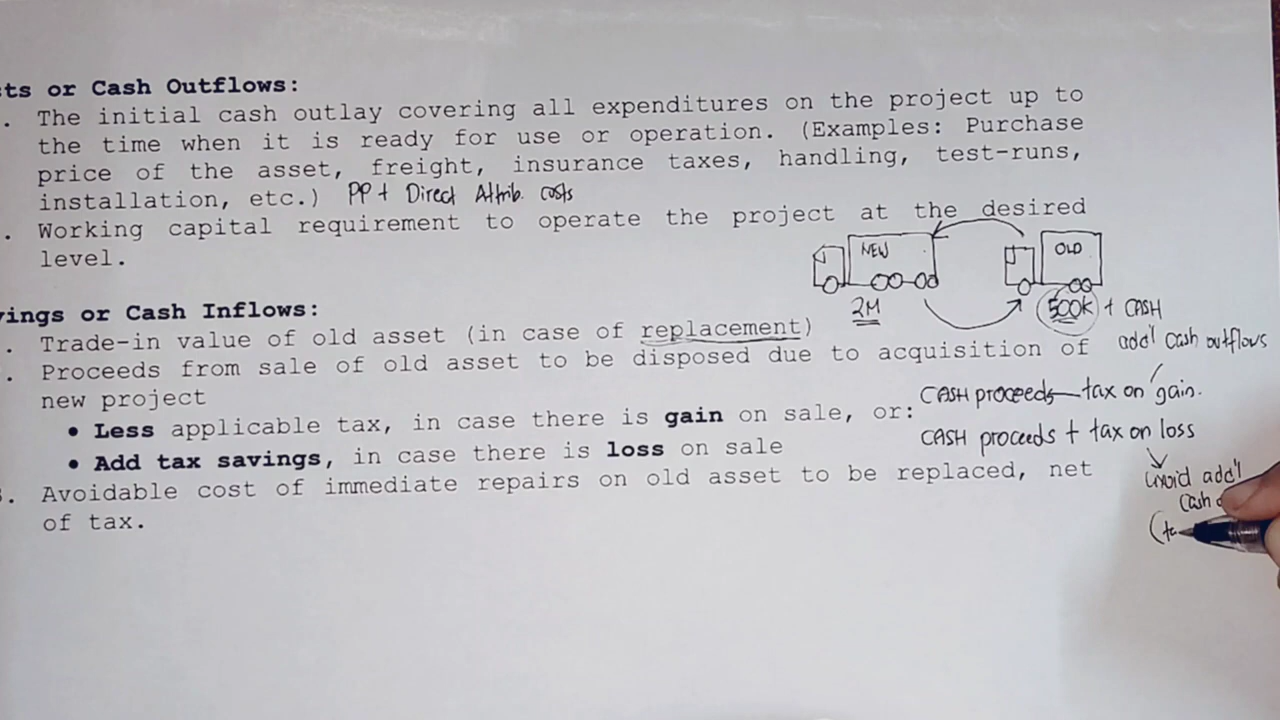 sts or Cash Outflows:
. The initial cash outlay covering all expenditures on the project up to
the time when it is ready for use or operation. (Examples: Purchase
price of the asset, freight, insurance taxes, handling, test-runs,
installation, etc.) PP + Direct Attrib. costs
. Working capital requirement to operate the project at the desired
level.
NEW
OLD
2M
500K + CASH
add'l cash outflows
vings or Cash Inflows:
. Trade-in value of old asset (in case of replacement)
. Proceeds from sale of old asset to be disposed due to acquisition of
new project
CASH proceeds - tax on gain.
• Less applicable tax, in case there is gain on sale, or:
CASH proceeds + tax on loss
• Add tax savings, in case there is loss on sale
avoid add'l
cash
3. Avoidable cost of immediate repairs on old asset to be replaced, net
of tax.